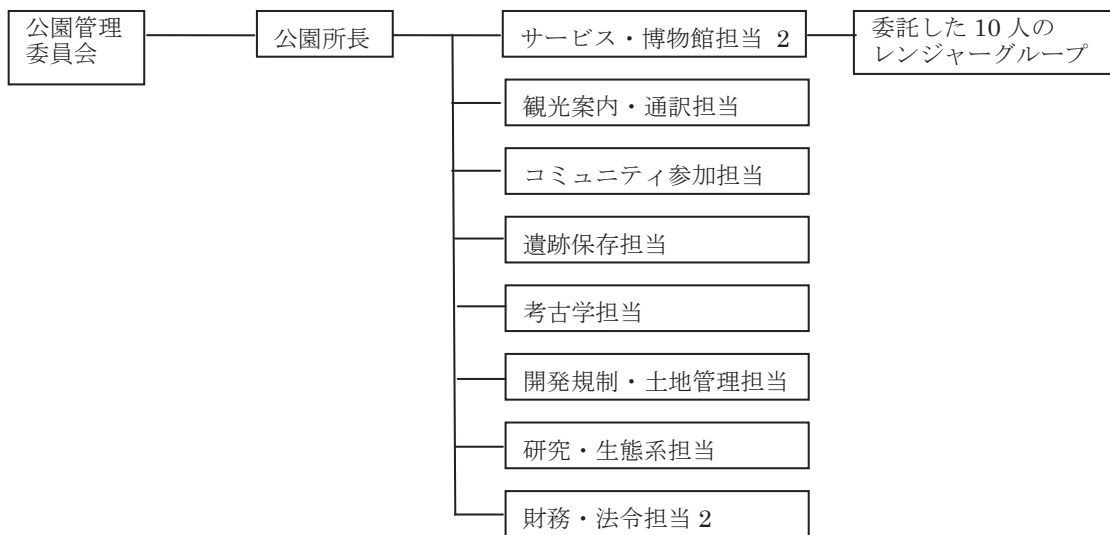 公園管理
委員会
公園所長
サービス・博物館担当 2
委託した 10 人の
レンジャーグループ
観光案内・通訳担当
コミュニティ参加担当
遺跡保存担当
考古学担当
開発規制・土地管理担当
研究・生態系担当
財務・法令担当 2